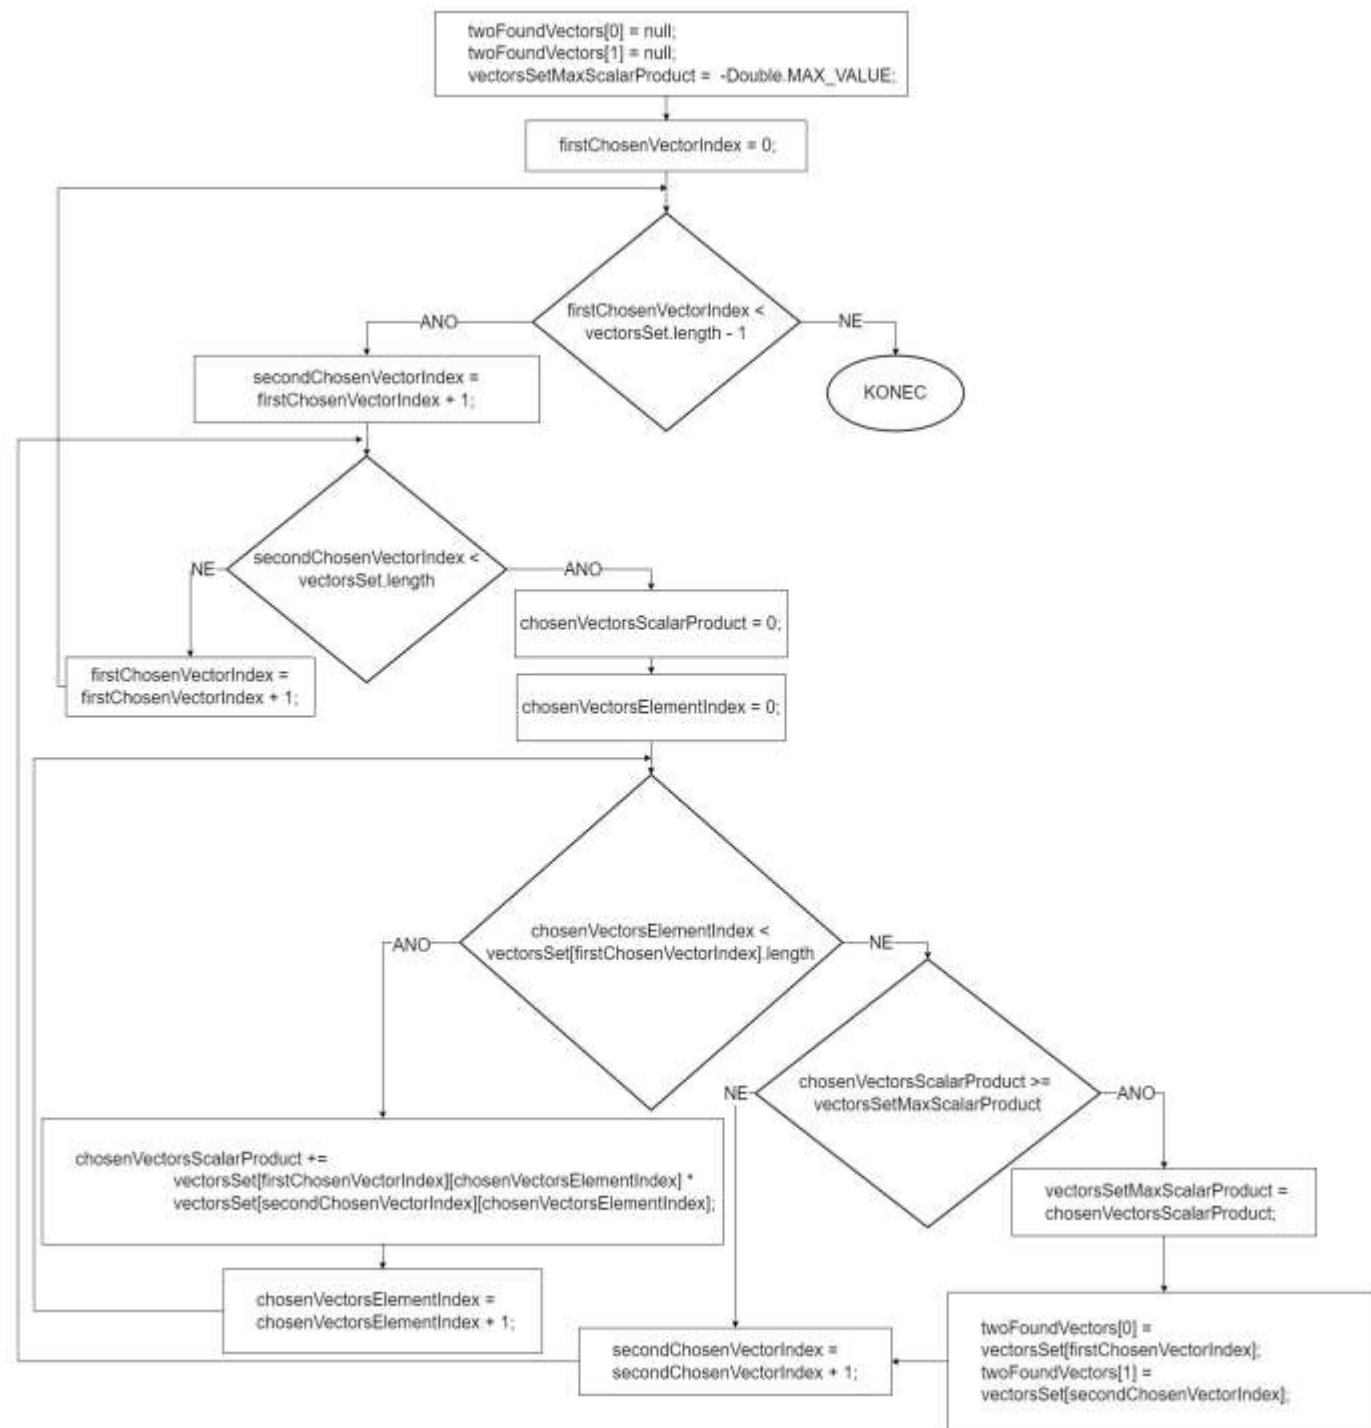 twoFoundVectors[0] = null;
twoFoundVectors[1] = null;
vectorsSetMaxScalarProduct = -Double.MAX_VALUE;
firstChosenVectorIndex = 0;
firstChosenVectorIndex <
vectorsSet.length - 1
ANO
NE
secondChosenVectorIndex =
firstChosenVectorIndex + 1;
KONEC
secondChosenVectorIndex <
vectorsSet.length
NE
ANO
chosenVectorsScalarProduct = 0;
firstChosenVectorIndex =
firstChosenVectorIndex + 1;
chosenVectorsElementIndex = 0;
chosenVectorsElementIndex <
vectorsSet[firstChosenVectorIndex].length
ANO
NE
chosenVectorsScalarProduct >=
vectorsSetMaxScalarProduct
NE
ANO
chosenVectorsScalarProduct +=
vectorsSet[firstChosenVectorIndex][chosenVectorsElementIndex] *
vectorsSet[secondChosenVectorIndex][chosenVectorsElementIndex];
vectorsSetMaxScalarProduct =
chosenVectorsScalarProduct;
chosenVectorsElementIndex =
chosenVectorsElementIndex + 1;
secondChosenVectorIndex =
secondChosenVectorIndex + 1;
twoFoundVectors[0] =
vectorsSet[firstChosenVectorIndex];
twoFoundVectors[1] =
vectorsSet[secondChosenVectorIndex];